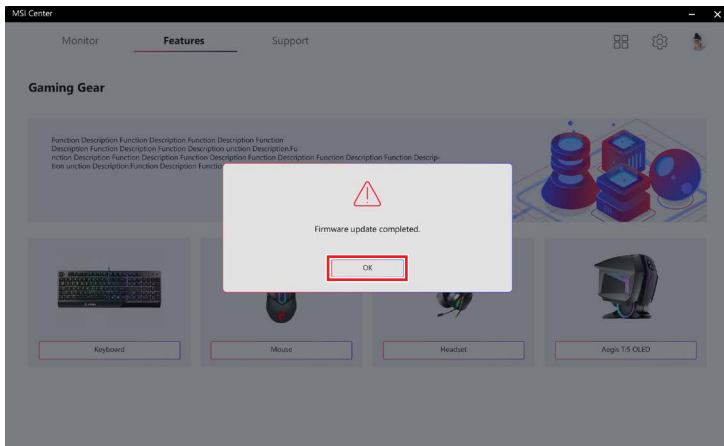 MSI Center
Monitor
Features
Support
Gaming Gear
Function Description Function Description Function Description Function
Description Function Description Function Description unction Description.Fu
nction Description Function Description Function Description Function Description Function Description Function Descrip-
tion unction Description.Function Description Function
Firmware update completed.
OK
Keyboard
Mouse
Headset
Aegis Ti5 OLED